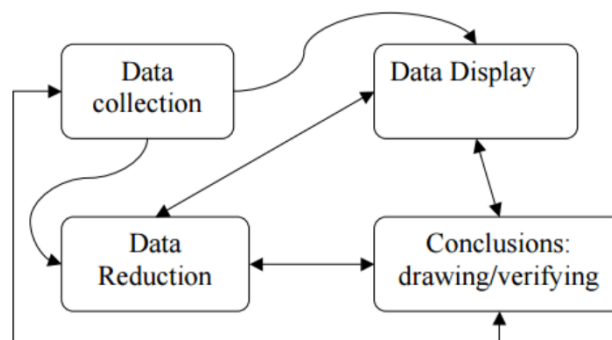 Data
collection
Data Display
Data
Reduction
Conclusions:
drawing/verifying